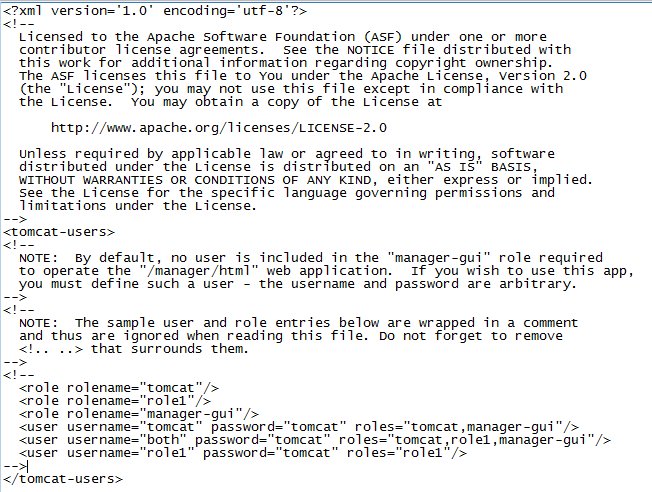 <?xml version='1.0' encoding='utf-8'?>
<!--
  Licensed to the Apache Software Foundation (ASF) under one or more
  contributor license agreements.  See the NOTICE file distributed with
  this work for additional information regarding copyright ownership.
  The ASF licenses this file to You under the Apache License, Version 2.0
  (the "License"); you may not use this file except in compliance with
  the License.  You may obtain a copy of the License at

      http://www.apache.org/licenses/LICENSE-2.0

  Unless required by applicable law or agreed to in writing, software
  distributed under the License is distributed on an "AS IS" BASIS,
  WITHOUT WARRANTIES OR CONDITIONS OF ANY KIND, either express or implied.
  See the License for the specific language governing permissions and
  limitations under the License.
-->
<tomcat-users>
<!--
  NOTE:  By default, no user is included in the "manager-gui" role required
  to operate the "/manager/html" web application.  If you wish to use this app,
  you must define such a user - the username and password are arbitrary.
-->
<!--
  NOTE:  The sample user and role entries below are wrapped in a comment
  and thus are ignored when reading this file. Do not forget to remove
  <!.. ..> that surrounds them.
-->
<!--
  <role rolename="tomcat"/>
  <role rolename="role1"/>
  <role rolename="manager-gui"/>
  <user username="tomcat" password="tomcat" roles="tomcat,manager-gui"/>
  <user username="both" password="tomcat" roles="tomcat,role1,manager-gui"/>
  <user username="role1" password="tomcat" roles="role1"/>
-->
</tomcat-users>